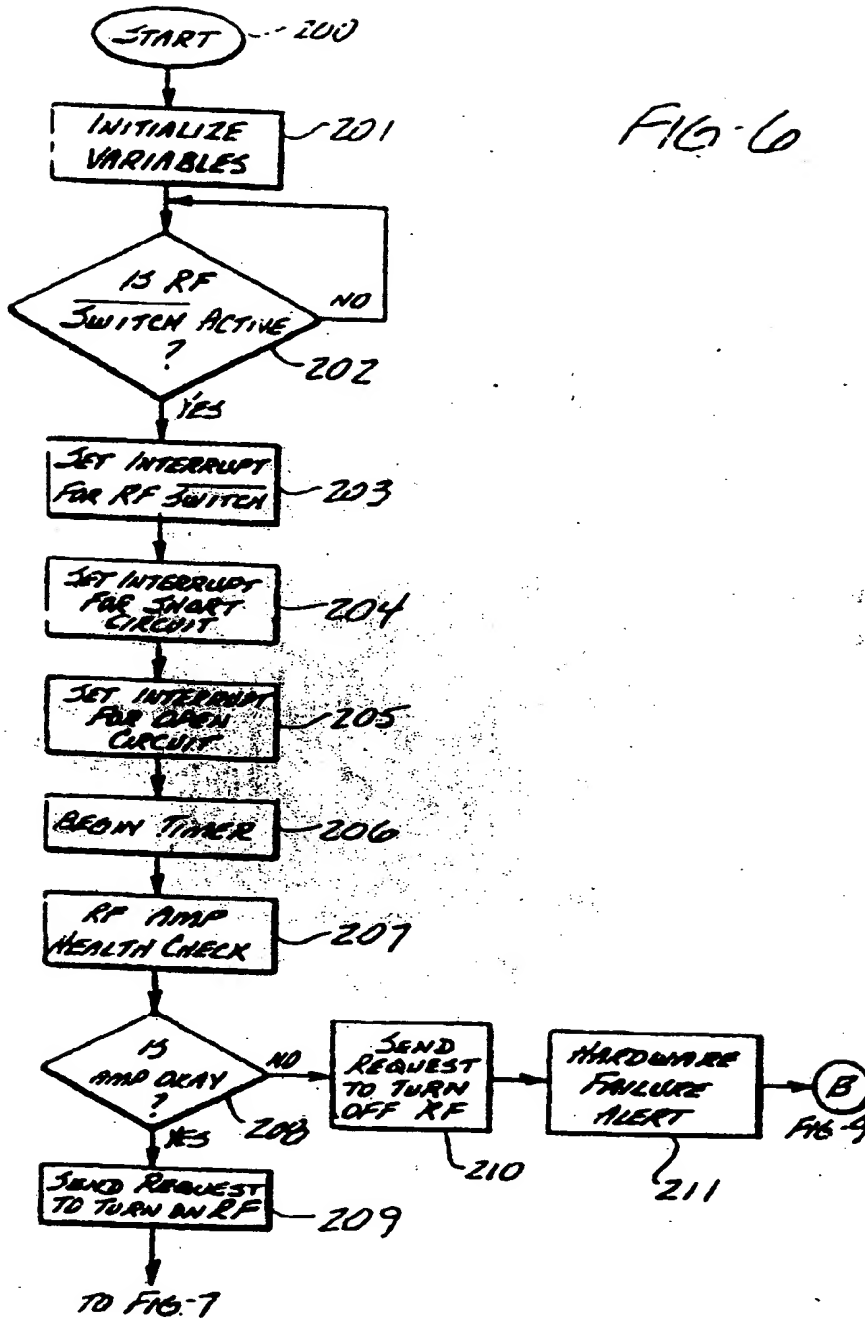 START
200
FIG-6
INITIALIZE
VARIABLES
201
IS RF
SWITCH ACTIVE
?
NO
202
YES
SET INTERRUPT
FOR RF SWITCH
203
SET INTERRUPT
FOR SHORT
CIRCUIT
204
SET INTERRUPT
FOR OPEN
CIRCUIT
205
BEGIN TIMER
206
RF AMP
HEALTH CHECK
207
IS
AMP OKAY
?
NO
208
YES
SEND REQUEST
TO TURN ON RF
209
SEND
REQUEST
TO TURN
OFF RF
210
HARDWARE
FAILURE
ALERT
211
B
TO FIG-7